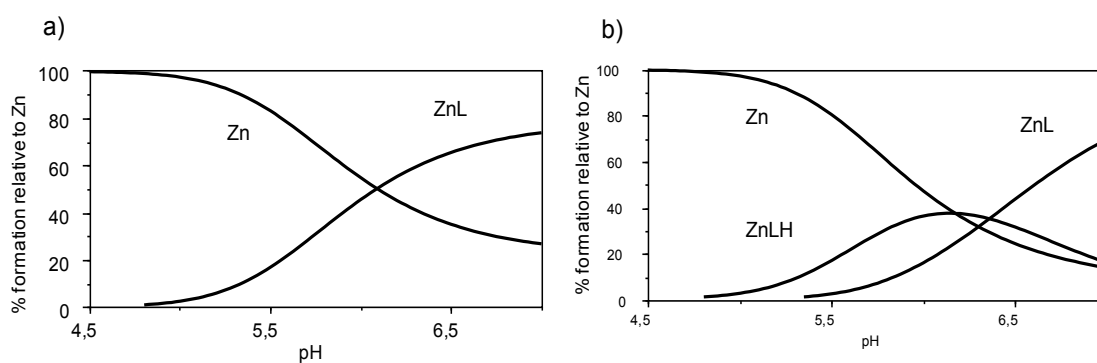 a)
% formation relative to Zn
100
80
60
40
20
0
Zn
ZnL
4,5
5,5
6,5
pH
b)
% formation relative to Zn
100
80
60
40
20
0
Zn
ZnL
ZnLH
4,5
5,5
6,5
pH